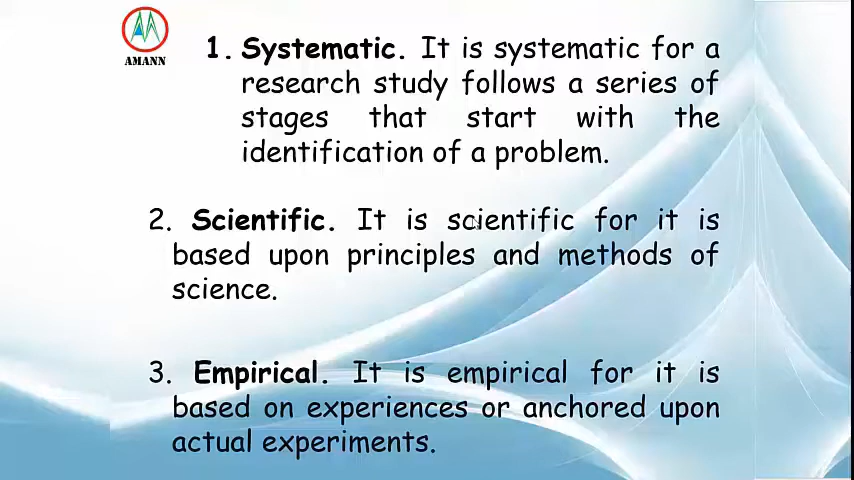 AMANN
1. Systematic. It is systematic for a
research study follows a series of
stages that start with the
identification of a problem.
2. Scientific. It is scientific for it is
based upon principles and methods of
science.
3. Empirical. It is empirical for it is
based on experiences or anchored upon
actual experiments.